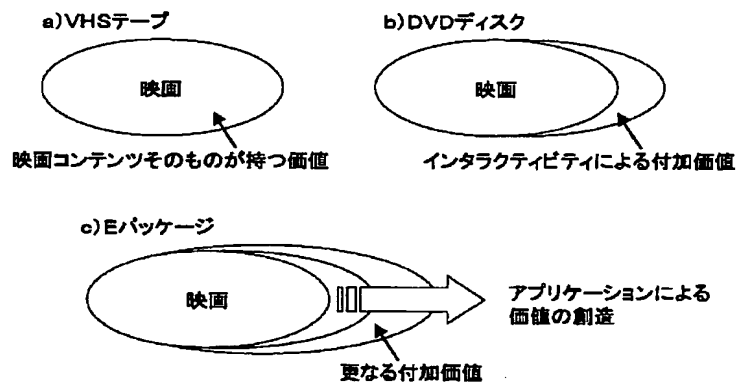 a)VHSテープ
映画
映画コンテンツそのものが持つ価値
b)DVDディスク
映画
インタラクティビティによる付加価値
c)Eパッケージ
映画
アプリケーションによる
価値の創造
更なる付加価値